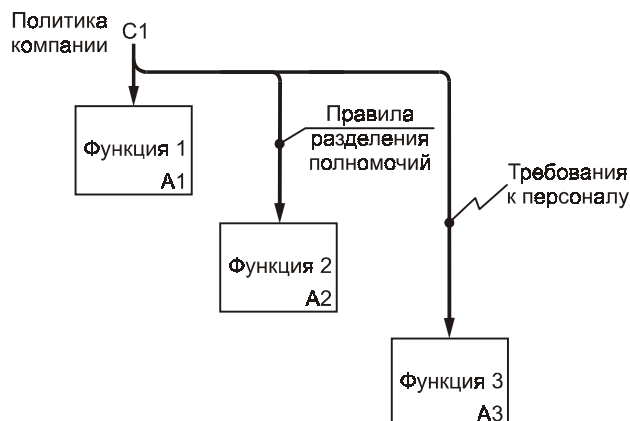 Политика
компании
C1
Функция 1
A1
Правила
разделения
полномочий
Требования
к персоналу
Функция 2
A2
Функция 3
A3